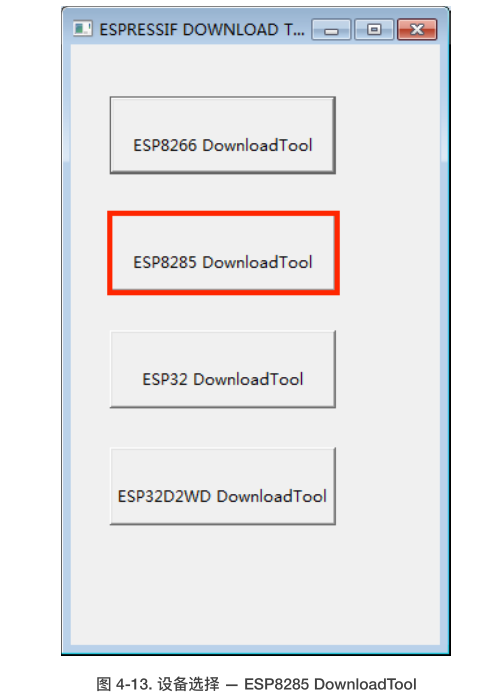 ESPRESSIF DOWNLOAD T...
ESP8266 DownloadTool
ESP8285 DownloadTool
ESP32 DownloadTool
ESP32D2WD DownloadTool
图 4-13. 设备选择 — ESP8285 DownloadTool